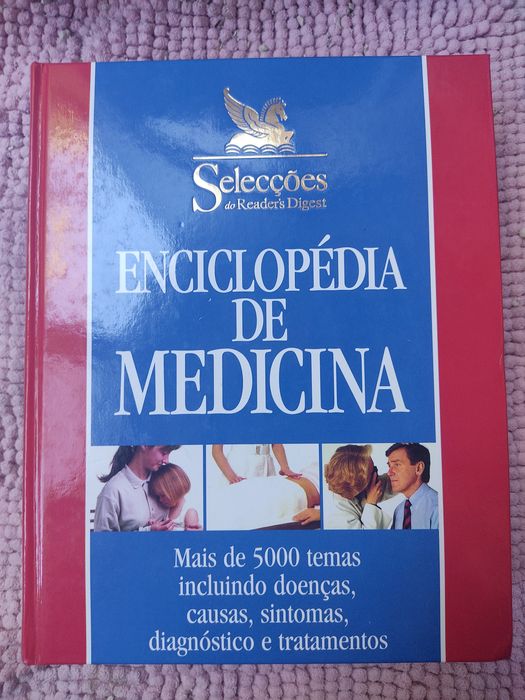 Selecções
do Reader's Digest
ENCICLOPÉDIA
DE
MEDICINA
Mais de 5000 temas
incluindo doenças,
causas, sintomas,
diagnóstico e tratamentos